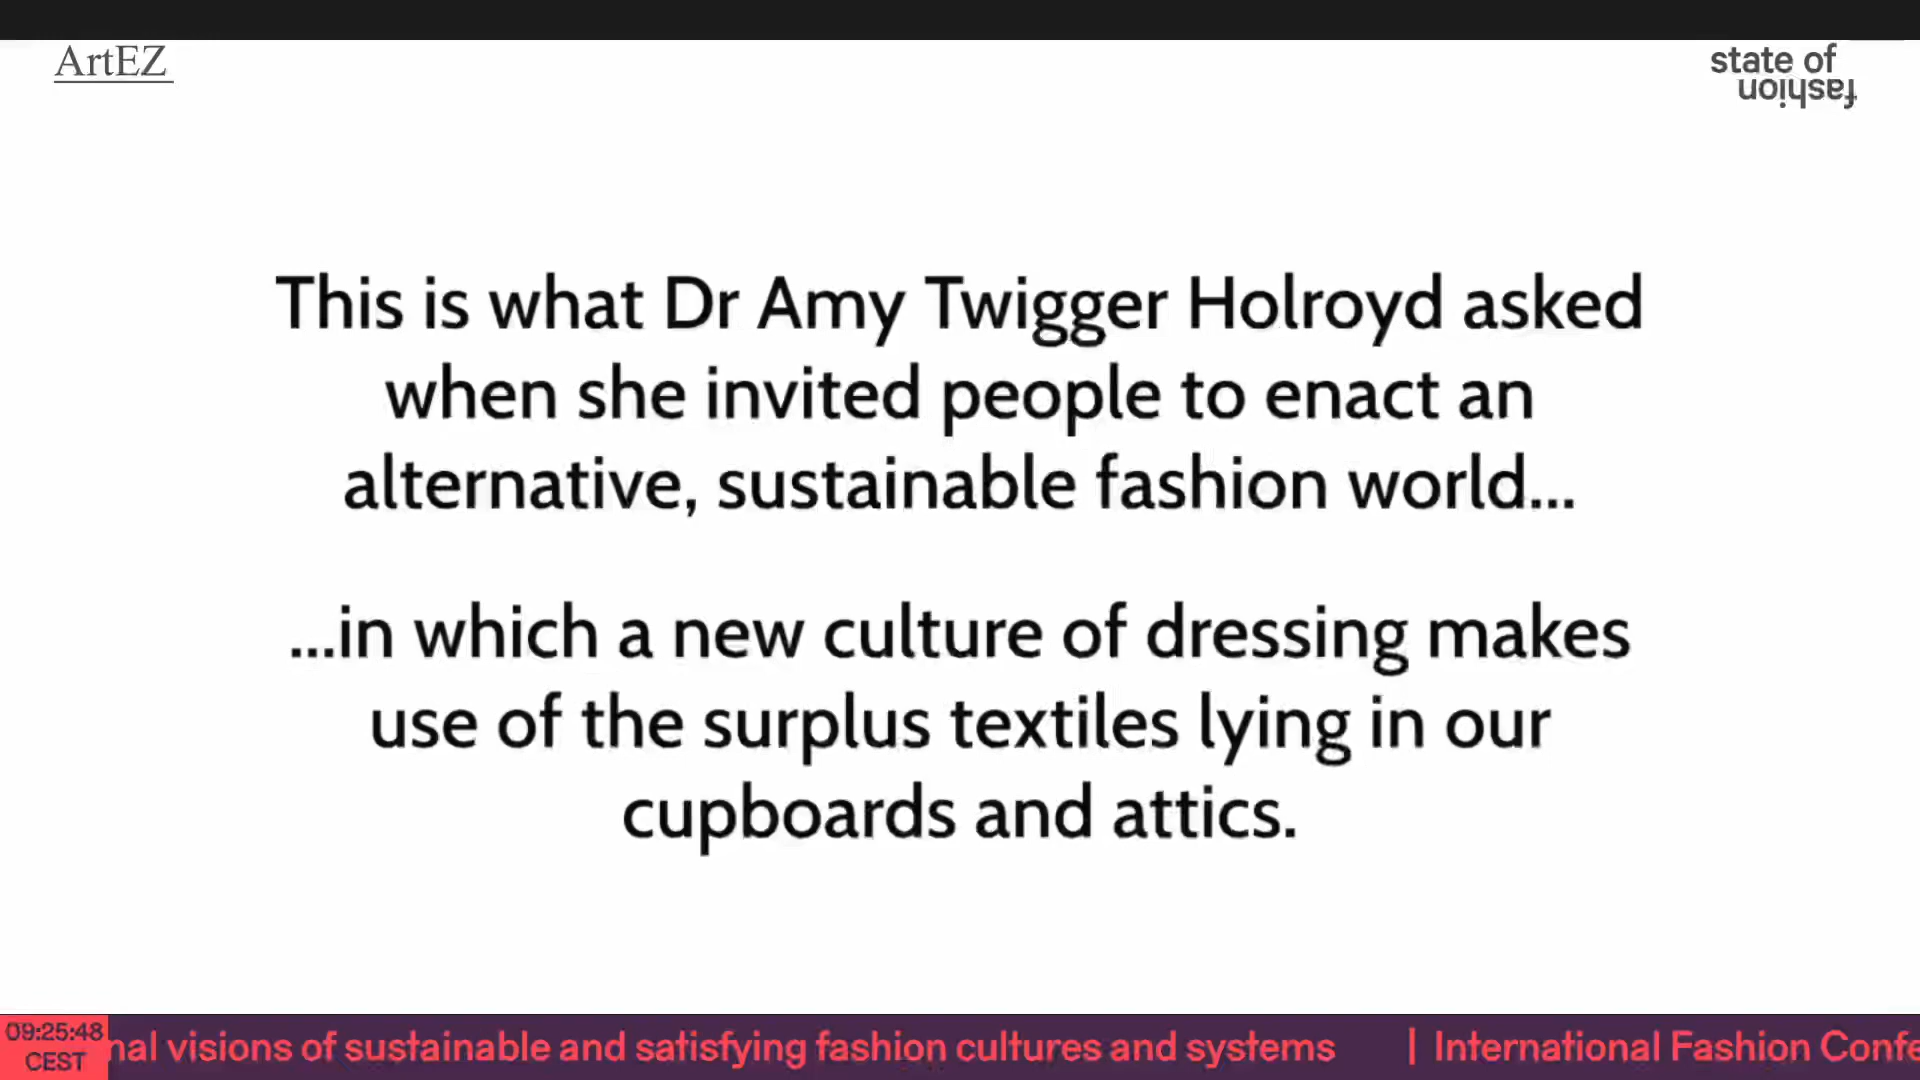 ArtEZ
state of
fashion
This is what Dr Amy Twigger Holroyd asked
when she invited people to enact an
alternative, sustainable fashion world...
...in which a new culture of dressing makes
use of the surplus textiles lying in our
cupboards and attics.
09:25:48
CEST
visions of sustainable and satisfying fashion cultures and systems | International Fashion